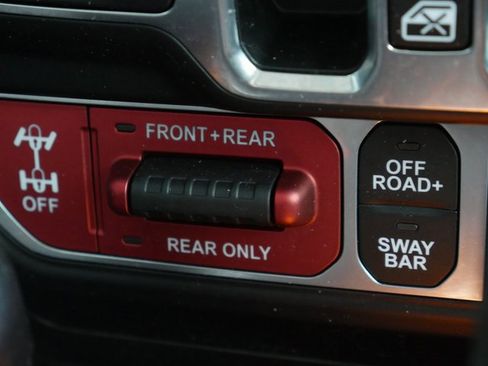 FRONT+REAR
OFF
REAR ONLY
OFF
ROAD+
SWAY
BAR